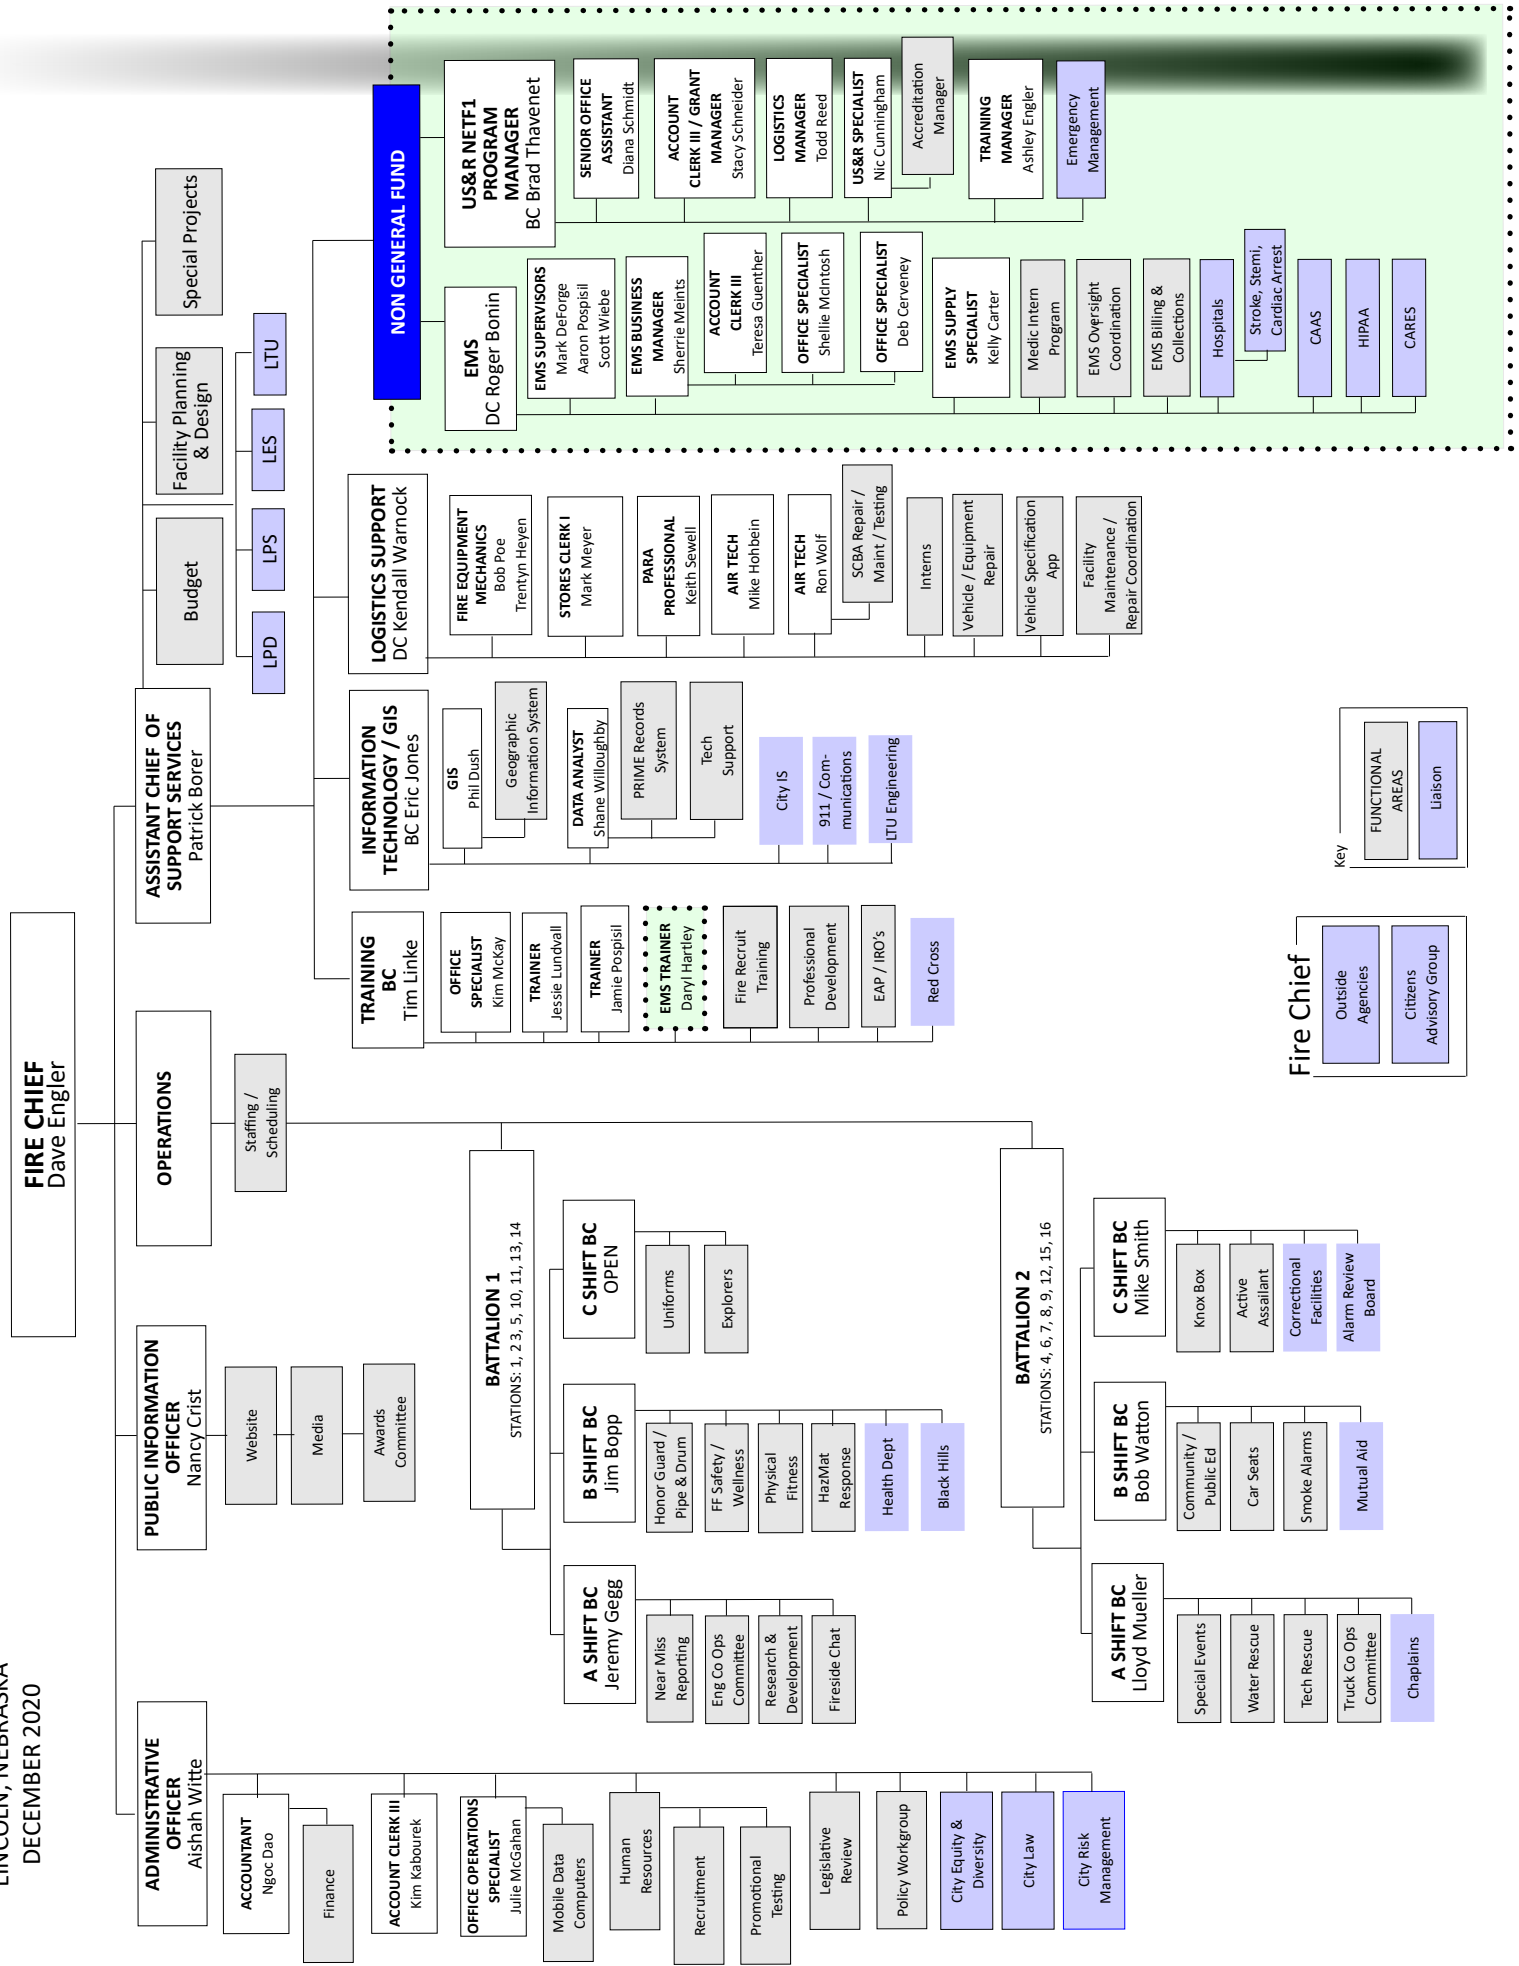 LINCOLN, NEBRASKA
DECEMBER 2020
FIRE CHIEF
Dave Engler
ADMINISTRATIVE
OFFICER
Aishah Witte
ACCOUNTANT
Ngoc Dao
Finance
ACCOUNT CLERK III
Kim Kabourek
OFFICE OPERATIONS
SPECIALIST
Julie McGahan
Mobile Data
Computers
Human
Resources
Recruitment
Promotional
Testing
Legislative
Review
Policy Workgroup
City Equity &
Diversity
City Law
City Risk
Management
PUBLIC INFORMATION
OFFICER
Nancy Crist
Website
Media
Awards
Committee
OPERATIONS
Staffing /
Scheduling
BATTALION 1
STATIONS: 1, 2 3, 5, 10, 11, 13, 14
A SHIFT BC
Jeremy Gegg
Near Miss
Reporting
Eng Co Ops
Committee
Research &
Development
Fireside Chat
B SHIFT BC
Jim Bopp
Honor Guard /
Pipe & Drum
FF Safety /
Wellness
Physical
Fitness
HazMat
Response
Health Dept
Black Hills
C SHIFT BC
OPEN
Uniforms
Explorers
BATTALION 2
STATIONS: 4, 6, 7, 8, 9, 12, 15, 16
A SHIFT BC
Lloyd Mueller
Special Events
Water Rescue
Tech Rescue
Truck Co Ops
Committee
Chaplains
B SHIFT BC
Bob Watton
Community /
Public Ed
Car Seats
Smoke Alarms
Mutual Aid
C SHIFT BC
Mike Smith
Knox Box
Active
Assailant
Correctional
Facilities
Alarm Review
Board
ASSISTANT CHIEF OF
SUPPORT SERVICES
Patrick Borer
Budget
Facility Planning
& Design
Special Projects
LPD
LPS
LES
LTU
TRAINING
BC
Tim Linke
OFFICE
SPECIALIST
Kim McKay
TRAINER
Jessie Lundvall
TRAINER
Jamie Pospisil
EMS TRAINER
Daryl Hartley
Fire Recruit
Training
Professional
Development
EAP / IRO's
Red Cross
INFORMATION
TECHNOLOGY / GIS
BC Eric Jones
GIS
Phil Dush
Geographic
Information System
DATA ANALYST
Shane Willoughby
PRIME Records
System
Tech
Support
City IS
911 / Com-
munications
LTU Engineering
LOGISTICS SUPPORT
DC Kendall Warnock
FIRE EQUIPMENT
MECHANICS
Bob Poe
Trentyn Heyen
STORES CLERK I
Mark Meyer
PARA
PROFESSIONAL
Keith Sewell
AIR TECH
Mike Hohbein
AIR TECH
Ron Wolf
SCBA Repair /
Maint / Testing
Interns
Vehicle / Equipment
Repair
Vehicle Specification
App
Facility
Maintenance /
Repair Coordination
NON GENERAL FUND
EMS
DC Roger Bonin
EMS SUPERVISORS
Mark DeForge
Aaron Pospisil
Scott Wiebe
EMS BUSINESS
MANAGER
Sherrie Meints
ACCOUNT
CLERK III
Teresa Guenther
OFFICE SPECIALIST
Shellie McIntosh
OFFICE SPECIALIST
Deb Cerveney
EMS SUPPLY
SPECIALIST
Kelly Carter
Medic Intern
Program
EMS Oversight
Coordination
EMS Billing &
Collections
Hospitals
Stroke, Stemi,
Cardiac Arrest
CAAS
HIPAA
CARES
US&R NETF1
PROGRAM
MANAGER
BC Brad Thavenet
SENIOR OFFICE
ASSISTANT
Diana Schmidt
ACCOUNT
CLERK III / GRANT
MANAGER
Stacy Schneider
LOGISTICS
MANAGER
Todd Reed
US&R SPECIALIST
Nic Cunningham
Accreditation
Manager
TRAINING
MANAGER
Ashley Engler
Emergency
Management
Fire Chief
Outside
Agencies
Citizens
Advisory Group
Key
FUNCTIONAL
AREAS
Liaison